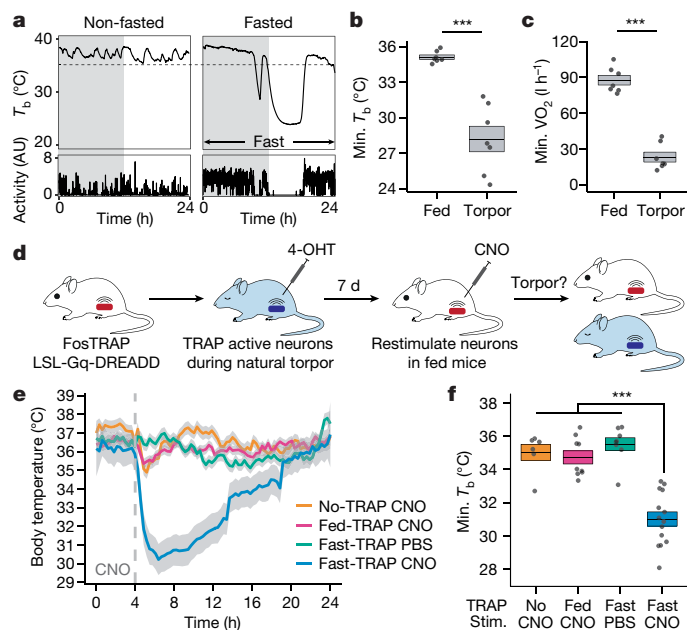 a
Non-fasted
Fasted
40
30
20
Tb (°C)
Fast
Activity (AU)
8
0
0
24
0
24
Time (h)
Time (h)
b
***
36
33
30
27
24
Min. Tb (°C)
Fed
Torpor
c
***
120
90
60
30
0
Min. VO2 (l h−1)
Fed
Torpor
d
4-OHT
CNO
7 d
Torpor?
FosTRAP
LSL-Gq-DREADD
TRAP active neurons
during natural torpor
Restimulate neurons
in fed mice
e
39
38
37
36
35
34
33
32
31
30
29
Body temperature (°C)
CNO
No-TRAP CNO
Fed-TRAP CNO
Fast-TRAP PBS
Fast-TRAP CNO
0
4
8
12
16
20
24
Time (h)
f
***
38
36
34
32
30
28
Min. Tb (°C)
TRAP No Fed Fast Fast
Stim. CNO CNO PBS CNO